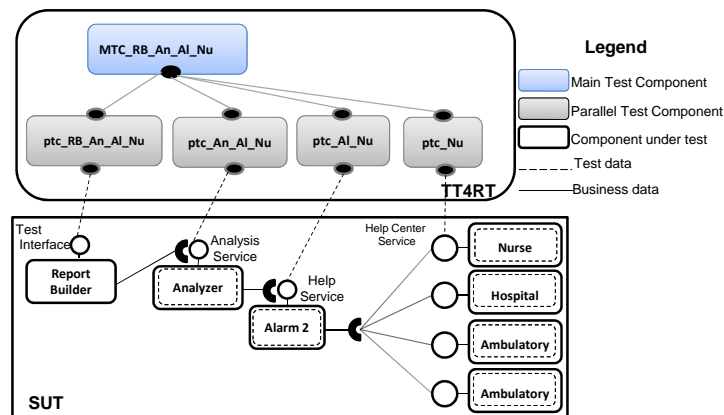 MTC_RB_An_Al_Nu
ptc_RB_An_Al_Nu
ptc_An_Al_Nu
ptc_Al_Nu
ptc_Nu
TT4RT
Legend
Main Test Component
Parallel Test Component
Component under test
Test data
Business data
Test
Interface
Analysis
Service
Help
Service
Help Center
Service
Report
Builder
Analyzer
Alarm 2
Nurse
Hospital
Ambulatory
Ambulatory
SUT